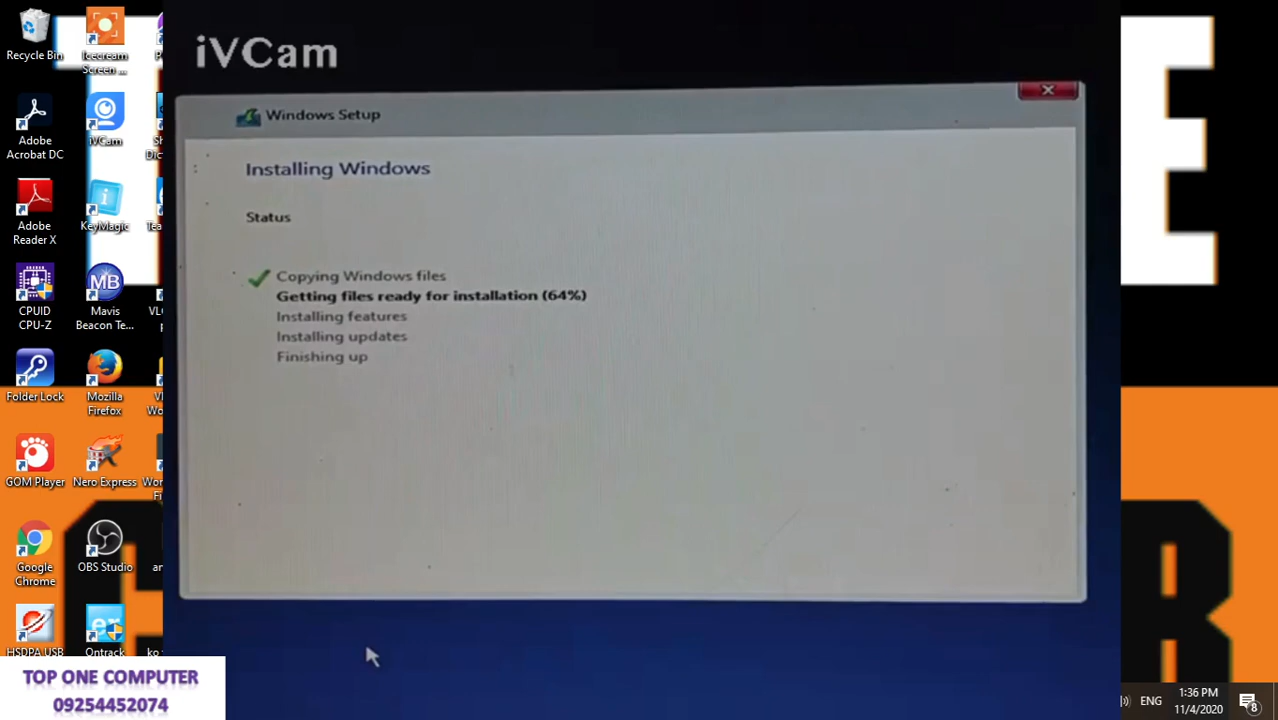 Recycle Bin
Icecream
Screen ...
Adobe
Acrobat DC
iVCam
Adobe
Reader X
KeyMagic
CPUID
CPU-Z
Mavis
Beacon Te...
Folder Lock
Mozilla
Firefox
GOM Player
Nero Express
Google
Chrome
OBS Studio
HSDPA USB
Ontrack
iVCam
Windows Setup
Installing Windows
Status
Copying Windows files
Getting files ready for installation (64%)
Installing features
Installing updates
Finishing up
TOP ONE COMPUTER
09254452074
ENG
1:36 PM
11/4/2020
8